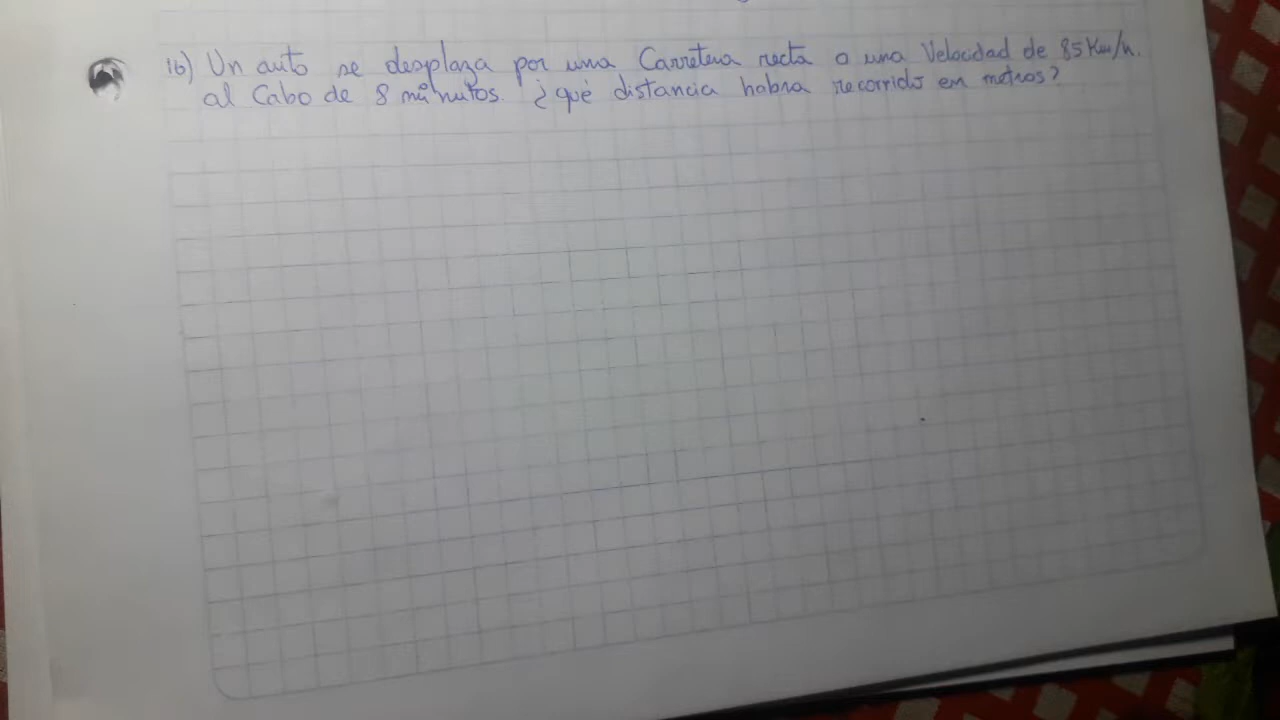 16) Un auto se desplaza por una Carretera recta a una Velocidad de 85 Km/h.
al Cabo de 8 minutos. ¿qué distancia habra recorrido en metros?